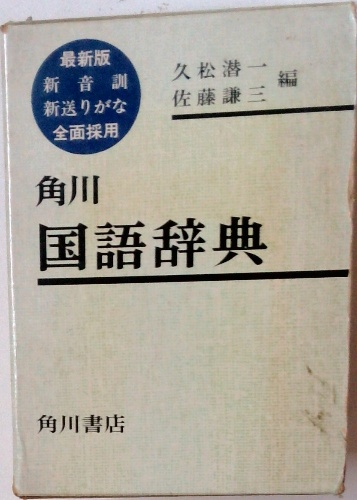 最新版
新音訓
新送りがな
全面採用
久松潜一
佐藤謙三
編
角川
国語辞典
角川書店